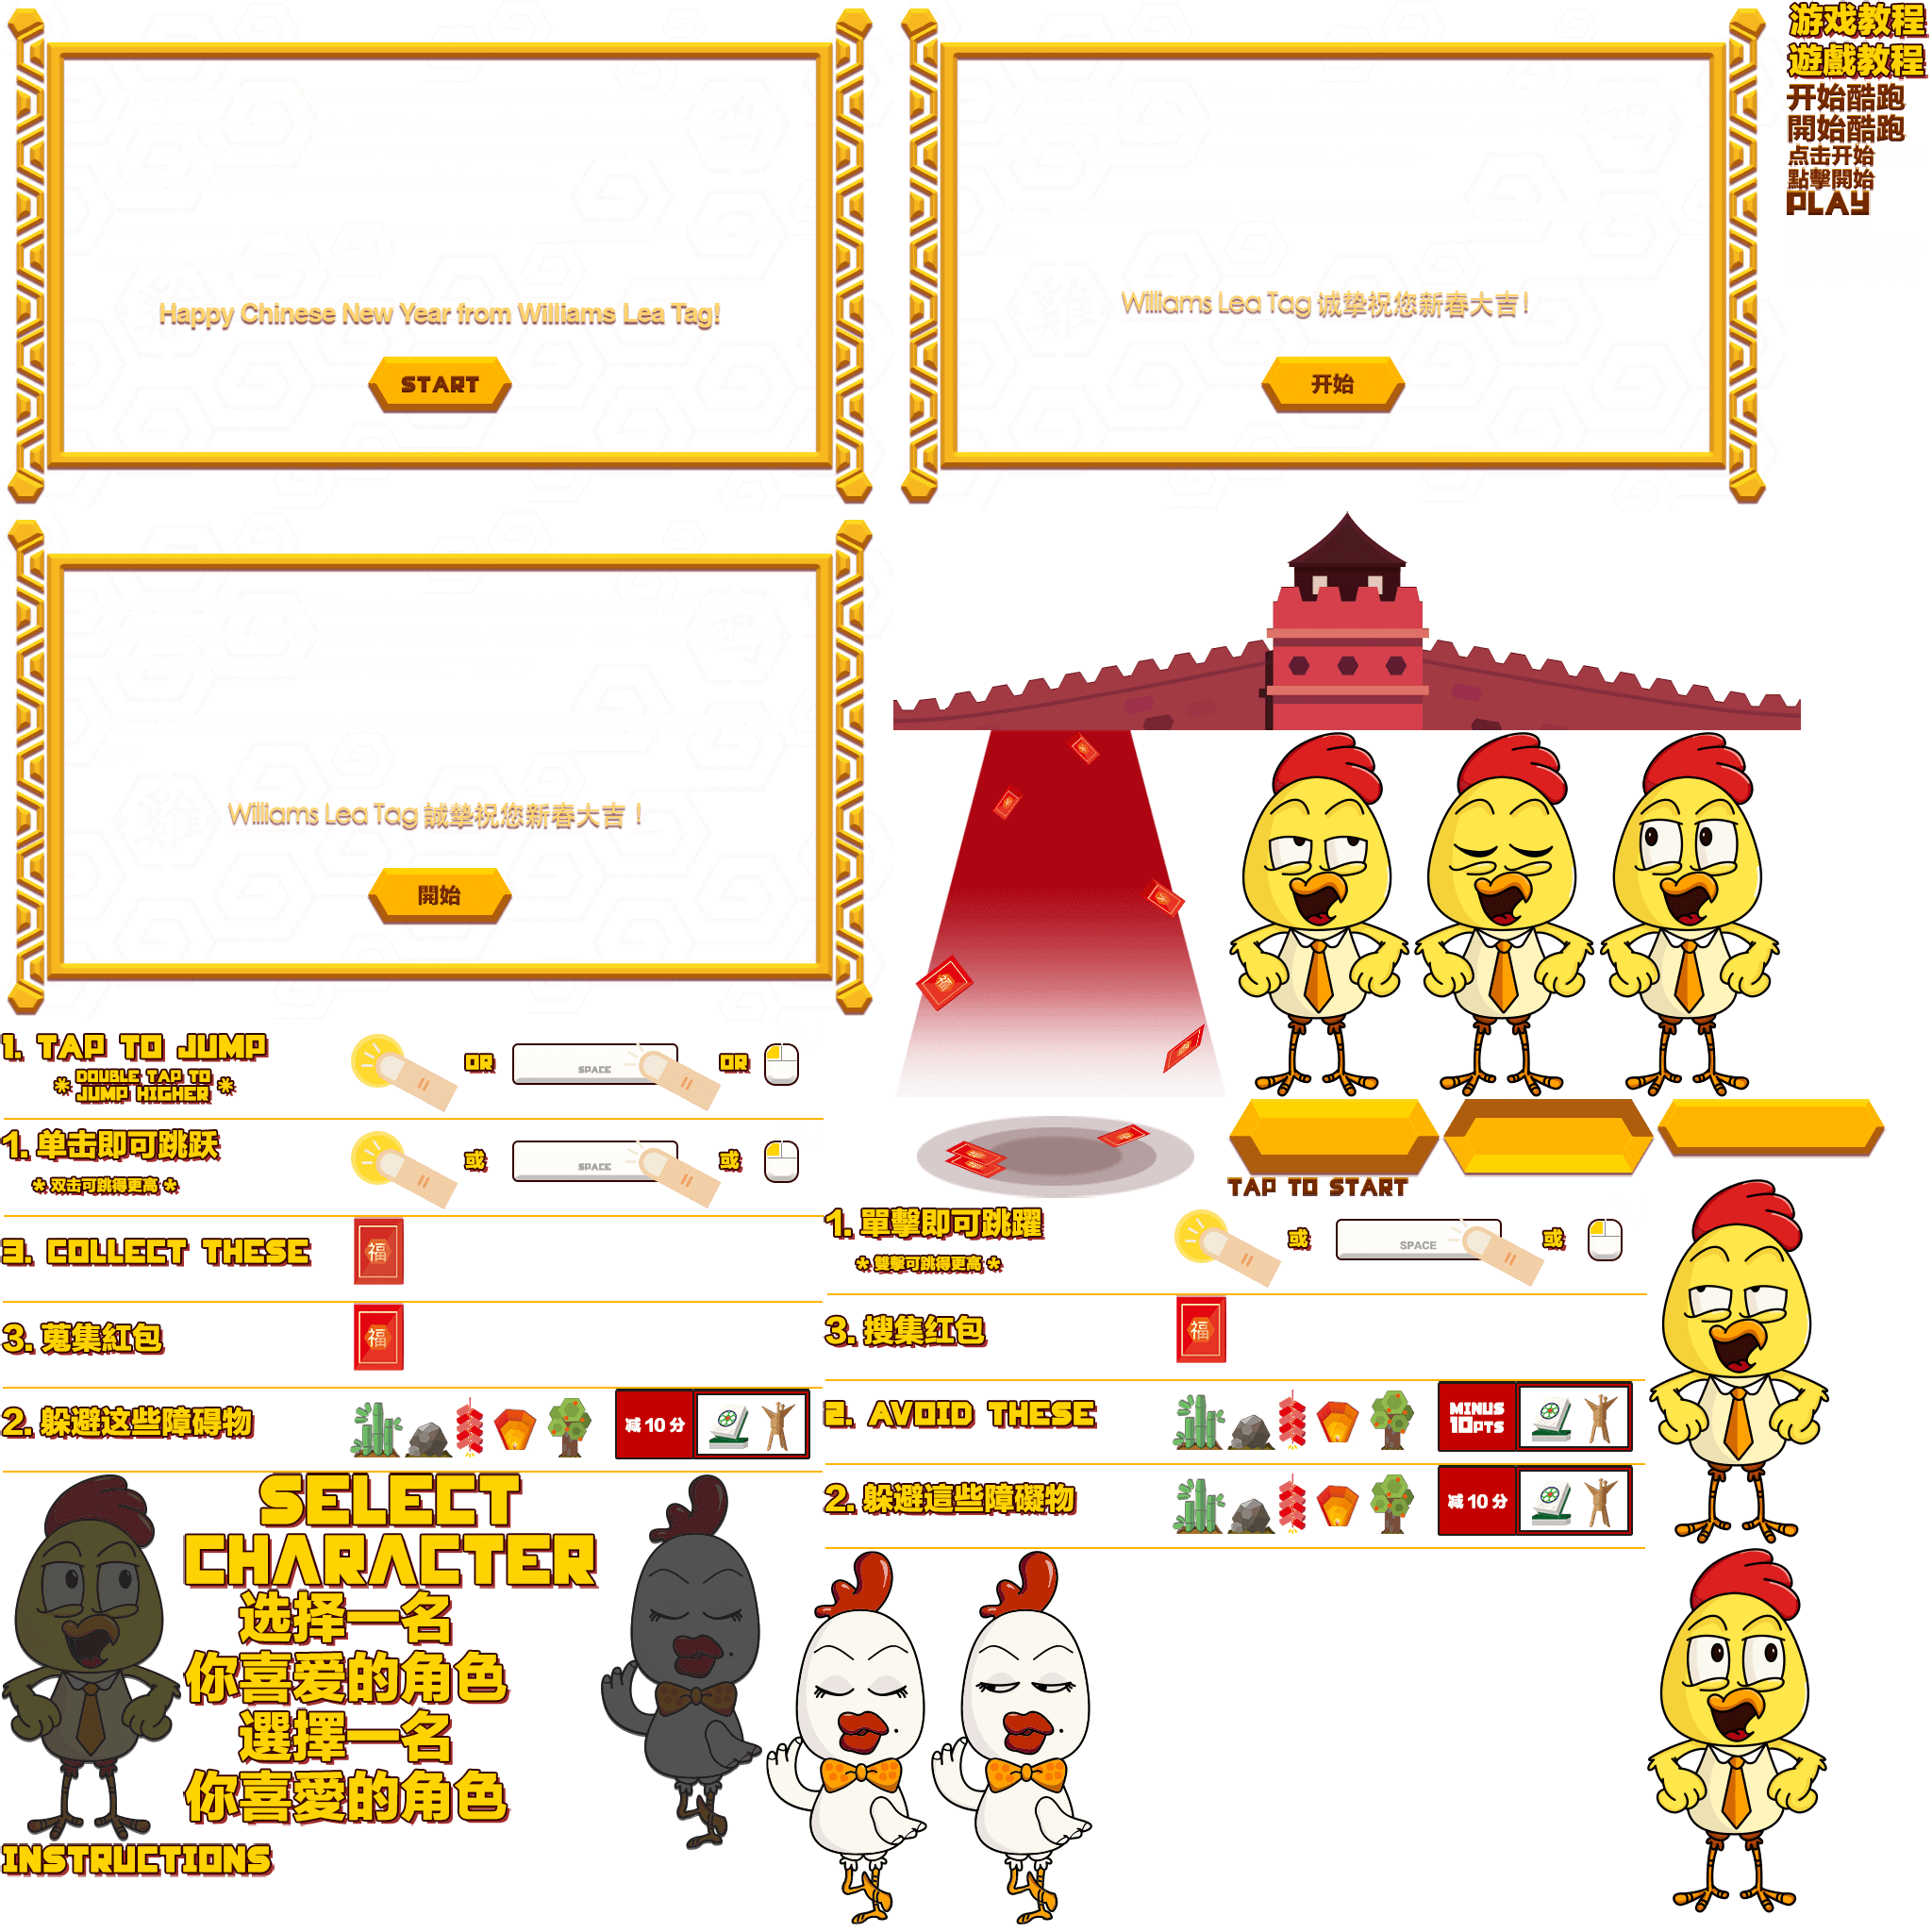 Happy Chinese New Year from Williams Lea Tag!
START
Williams Lea Tag 诚挚祝您新春大吉!
开始
游戏教程
遊戲教程
开始酷跑
開始酷跑
点击开始
點擊開始
PLAY
Williams Lea Tag 誠摯祝您新春大吉！
開始
福
1. TAP TO JUMP
* DOUBLE TAP TO
JUMP HIGHER *
OR
SPACE
OR
1. 单击即可跳跃
* 双击可跳得更高 *
或
SPACE
或
TAP TO START
3. COLLECT THESE
福
3. 蒐集紅包
福
2. 躲避这些障碍物
减 10 分
1. 單擊即可跳躍
* 雙擊可跳得更高 *
或
SPACE
或
3. 搜集红包
福
2. AVOID THESE
MINUS
10PTS
2. 躲避這些障礙物
减 10 分
SELECT
CHARACTER
选择一名
你喜爱的角色
選擇一名
你喜愛的角色
INSTRUCTIONS